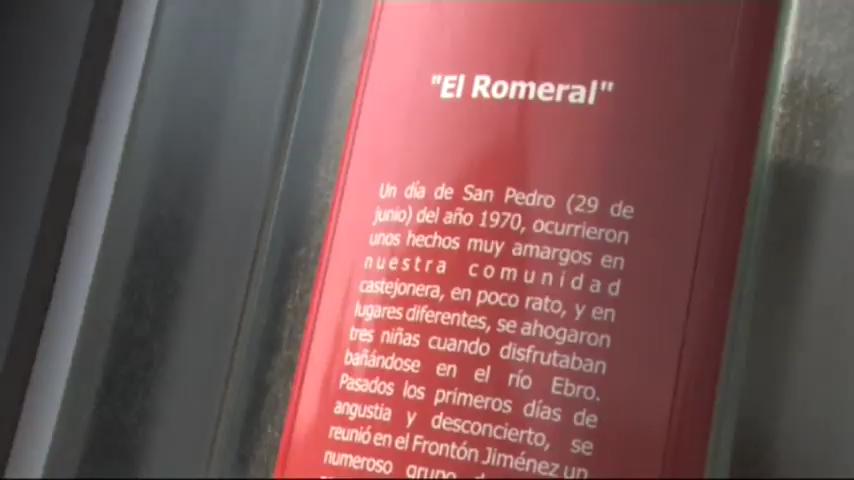 "El Romeral"
Un día de San Pedro (29 de
junio) del año 1970, ocurrieron
unos hechos muy amargos en
nuestra comunidad
castejonera, en poco rato, y en
lugares diferentes, se ahogaron
tres niñas cuando disfrutaban
bañándose en el río Ebro.
Pasados los primeros días de
angustia y desconcierto, se
reunió en el Frontón Jiménez un
numeroso grupo